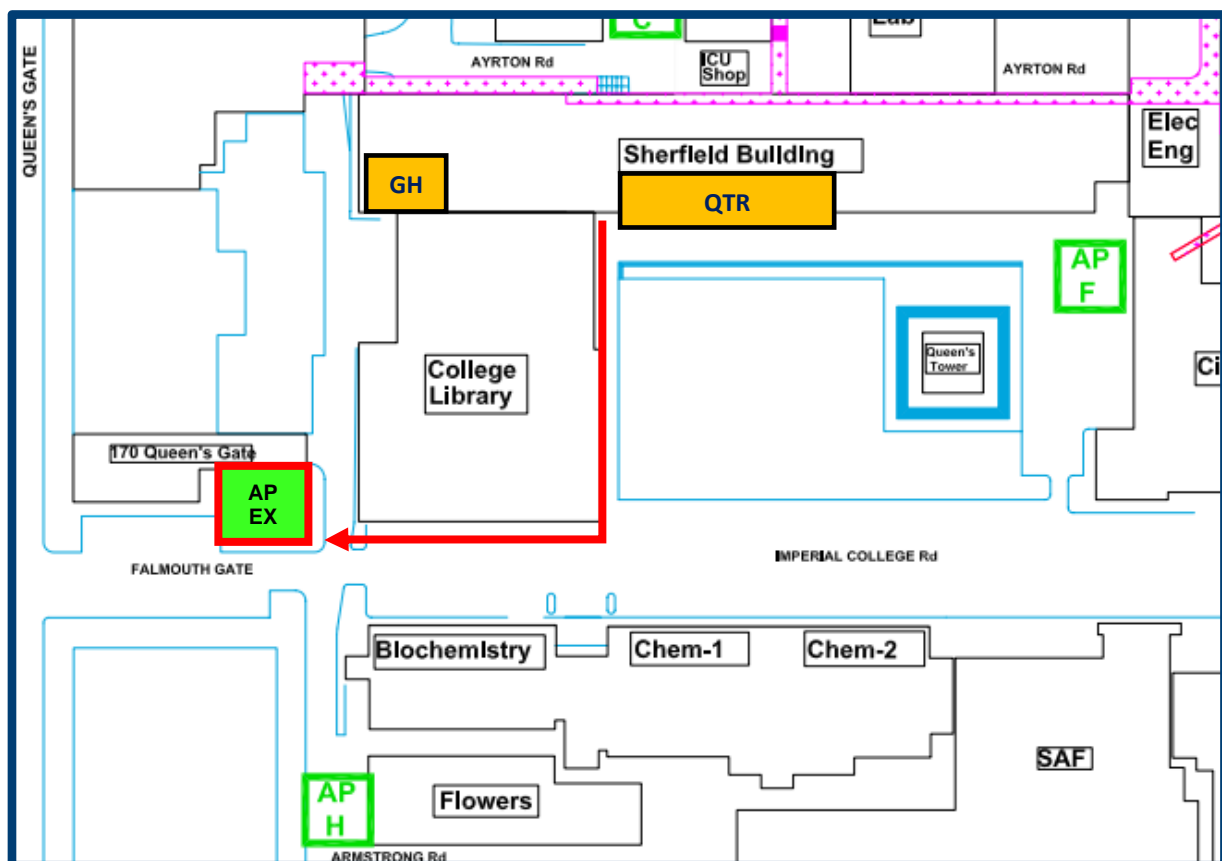 QUEEN'S GATE
C
Lab
AYRTON Rd
ICU
Shop
AYRTON Rd
Elec
Eng
Sherfield Building
GH
QTR
AP
F
Queen's
Tower
College
Library
Ci
170 Queen's Gate
AP
EX
FALMOUTH GATE
IMPERIAL COLLEGE Rd
Biochemistry
Chem-1
Chem-2
SAF
AP
H
Flowers
ARMSTRONG Rd